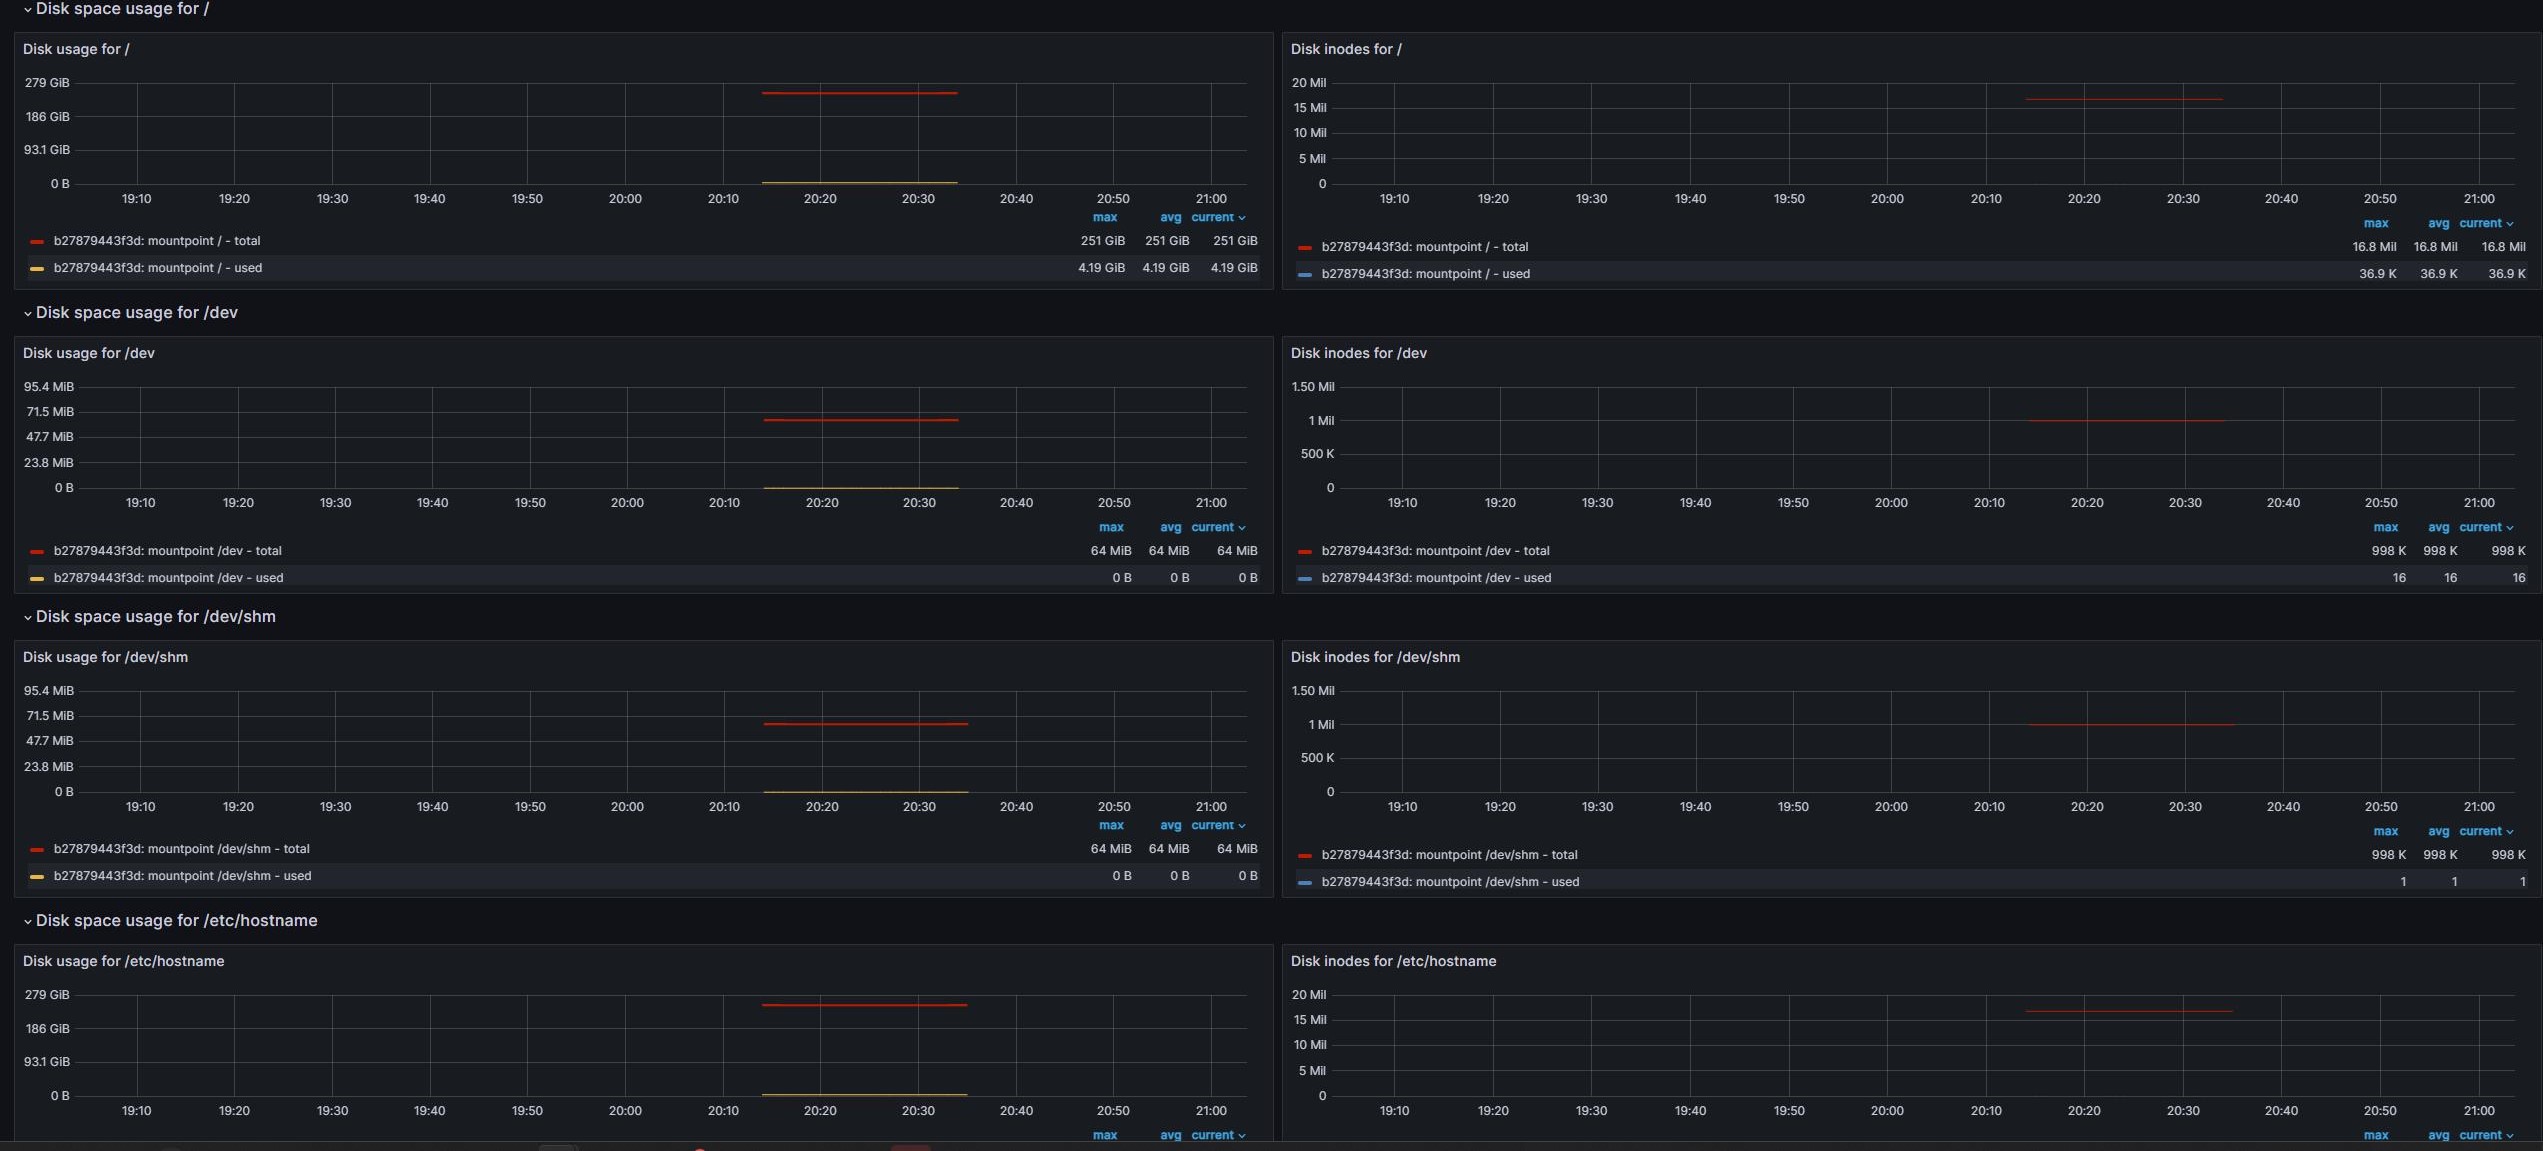 Disk space usage for /
Disk usage for /
279 GiB
186 GiB
93.1 GiB
0 B
19:10 19:20 19:30 19:40 19:50 20:00 20:10 20:20 20:30 20:40 20:50 21:00
max avg current
b27879443f3d: mountpoint / - total 251 GiB 251 GiB 251 GiB
b27879443f3d: mountpoint / - used 4.19 GiB 4.19 GiB 4.19 GiB
Disk inodes for /
20 Mil
15 Mil
10 Mil
5 Mil
0
19:10 19:20 19:30 19:40 19:50 20:00 20:10 20:20 20:30 20:40 20:50 21:00
max avg current
b27879443f3d: mountpoint / - total 16.8 Mil 16.8 Mil 16.8 Mil
b27879443f3d: mountpoint / - used 36.9 K 36.9 K 36.9 K
Disk space usage for /dev
Disk usage for /dev
95.4 MiB
71.5 MiB
47.7 MiB
23.8 MiB
0 B
19:10 19:20 19:30 19:40 19:50 20:00 20:10 20:20 20:30 20:40 20:50 21:00
max avg current
b27879443f3d: mountpoint /dev - total 64 MiB 64 MiB 64 MiB
b27879443f3d: mountpoint /dev - used 0 B 0 B 0 B
Disk inodes for /dev
1.50 Mil
1 Mil
500 K
0
19:10 19:20 19:30 19:40 19:50 20:00 20:10 20:20 20:30 20:40 20:50 21:00
max avg current
b27879443f3d: mountpoint /dev - total 998 K 998 K 998 K
b27879443f3d: mountpoint /dev - used 16 16 16
Disk space usage for /dev/shm
Disk usage for /dev/shm
95.4 MiB
71.5 MiB
47.7 MiB
23.8 MiB
0 B
19:10 19:20 19:30 19:40 19:50 20:00 20:10 20:20 20:30 20:40 20:50 21:00
max avg current
b27879443f3d: mountpoint /dev/shm - total 64 MiB 64 MiB 64 MiB
b27879443f3d: mountpoint /dev/shm - used 0 B 0 B 0 B
Disk inodes for /dev/shm
1.50 Mil
1 Mil
500 K
0
19:10 19:20 19:30 19:40 19:50 20:00 20:10 20:20 20:30 20:40 20:50 21:00
max avg current
b27879443f3d: mountpoint /dev/shm - total 998 K 998 K 998 K
b27879443f3d: mountpoint /dev/shm - used 1 1 1
Disk space usage for /etc/hostname
Disk usage for /etc/hostname
279 GiB
186 GiB
93.1 GiB
0 B
19:10 19:20 19:30 19:40 19:50 20:00 20:10 20:20 20:30 20:40 20:50 21:00
max avg current
Disk inodes for /etc/hostname
20 Mil
15 Mil
10 Mil
5 Mil
0
19:10 19:20 19:30 19:40 19:50 20:00 20:10 20:20 20:30 20:40 20:50 21:00
max avg current